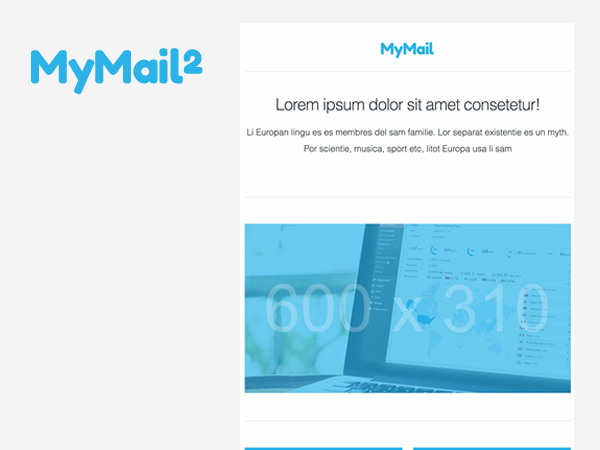 MyMail²
MyMail
Lorem ipsum dolor sit amet consetetur!
Li Europan lingu es es membres del sam familie. Lor separat existentie es un myth.
Por scientie, musica, sport etc, litot Europa usa li sam
600 x 310